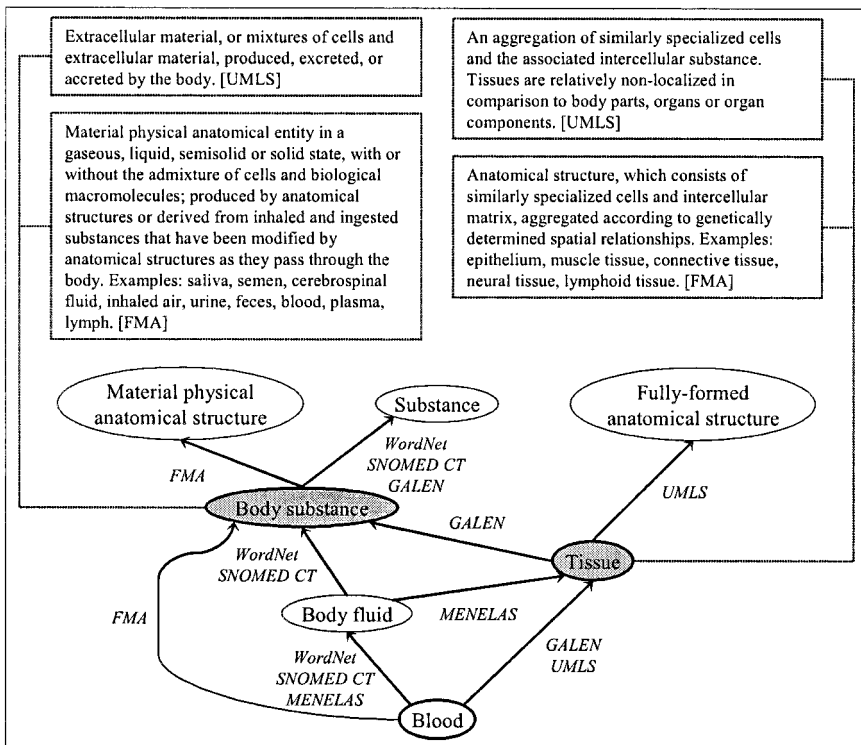 Extracellular material, or mixtures of cells and
extracellular material, produced, excreted, or
accreted by the body. [UMLS]
An aggregation of similarly specialized cells
and the associated intercellular substance.
Tissues are relatively non-localized in
comparison to body parts, organs or organ
components. [UMLS]
Material physical anatomical entity in a
gaseous, liquid, semisolid or solid state, with or
without the admixture of cells and biological
macromolecules; produced by anatomical
structures or derived from inhaled and ingested
substances that have been modified by
anatomical structures as they pass through the
body. Examples: saliva, semen, cerebrospinal
fluid, inhaled air, urine, feces, blood, plasma,
lymph. [FMA]
Anatomical structure, which consists of
similarly specialized cells and intercellular
matrix, aggregated according to genetically
determined spatial relationships. Examples:
epithelium, muscle tissue, connective tissue,
neural tissue, lymphoid tissue. [FMA]
Material physical
anatomical structure
Substance
Fully-formed
anatomical structure
FMA
WordNet
SNOMED CT
GALEN
UMLS
Body substance
GALEN
Tissue
WordNet
SNOMED CT
FMA
Body fluid
MENELAS
WordNet
SNOMED CT
MENELAS
GALEN
UMLS
Blood